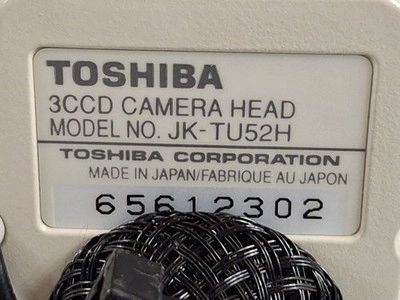 TOSHIBA
3CCD CAMERA HEAD
MODEL NO. JK-TU52H
TOSHIBA CORPORATION
MADE IN JAPAN/FABRIQUE AU JAPON
65612302